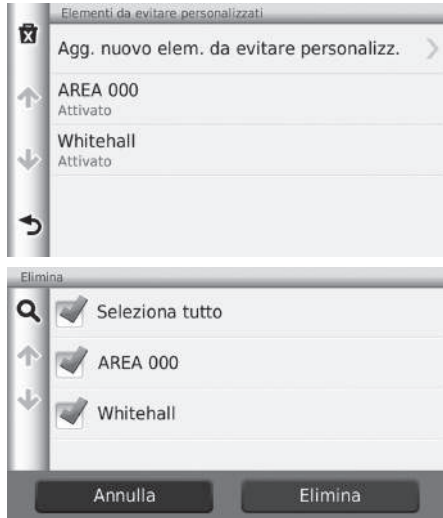 Elementi da evitare personalizzati
Agg. nuovo elem. da evitare personalizz.
AREA 000
Attivato
Whitehall
Attivato
Elimina
Seleziona tutto
AREA 000
Whitehall
Annulla
Elimina